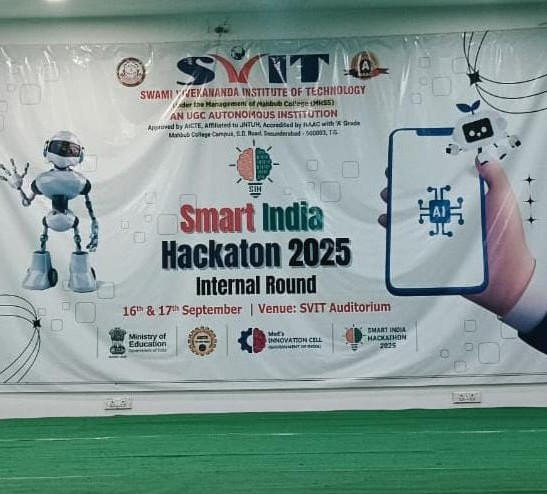 SVIT
SWAMI VIVEKANANDA INSTITUTE OF TECHNOLOGY
Under the Management of Mahbub College (MHSS)
AN UGC AUTONOMOUS INSTITUTION
Approved by AICTE, Affiliated to JNTUH, Accredited by NAAC with 'A' Grade
Mahbub College Campus, S.D. Road, Secunderabad - 500003, T.G.
SIH
Smart India
Hackaton 2025
Internal Round
16th & 17th September | Venue: SVIT Auditorium
Ministry of
Education
Government of India
MoE's
INNOVATION CELL
(GOVERNMENT OF INDIA)
SMART INDIA
HACKATHON
2025
AI
A